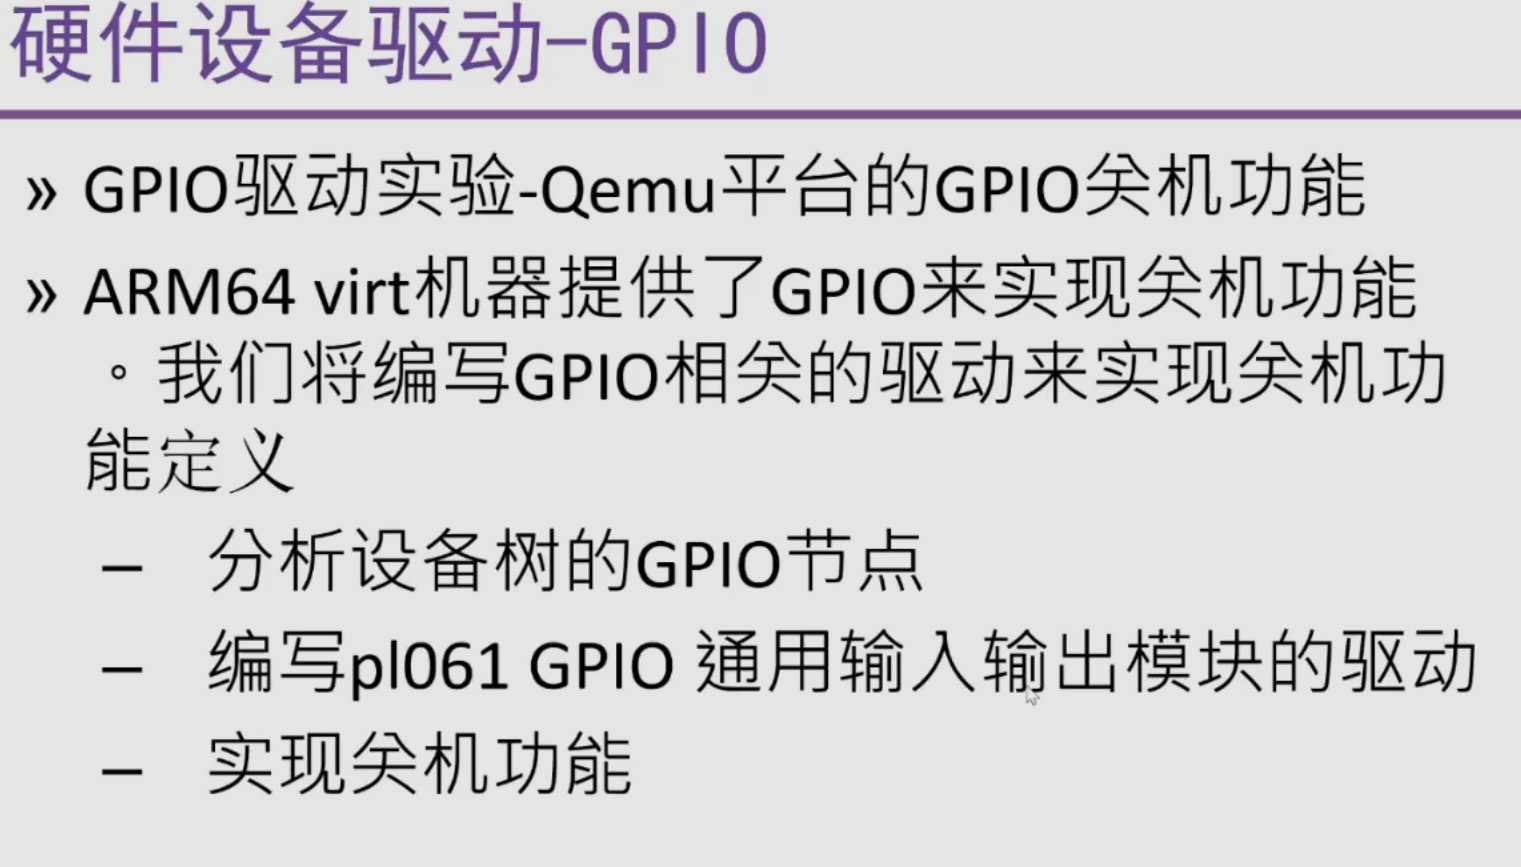 硬件设备驱动-GPIO
» GPIO驱动实验-Qemu平台的GPIO关机功能
» ARM64 virt机器提供了GPIO来实现关机功能
。我们将编写GPIO相关的驱动来实现关机功
能定义
– 分析设备树的GPIO节点
– 编写pl061 GPIO 通用输入输出模块的驱动
– 实现关机功能